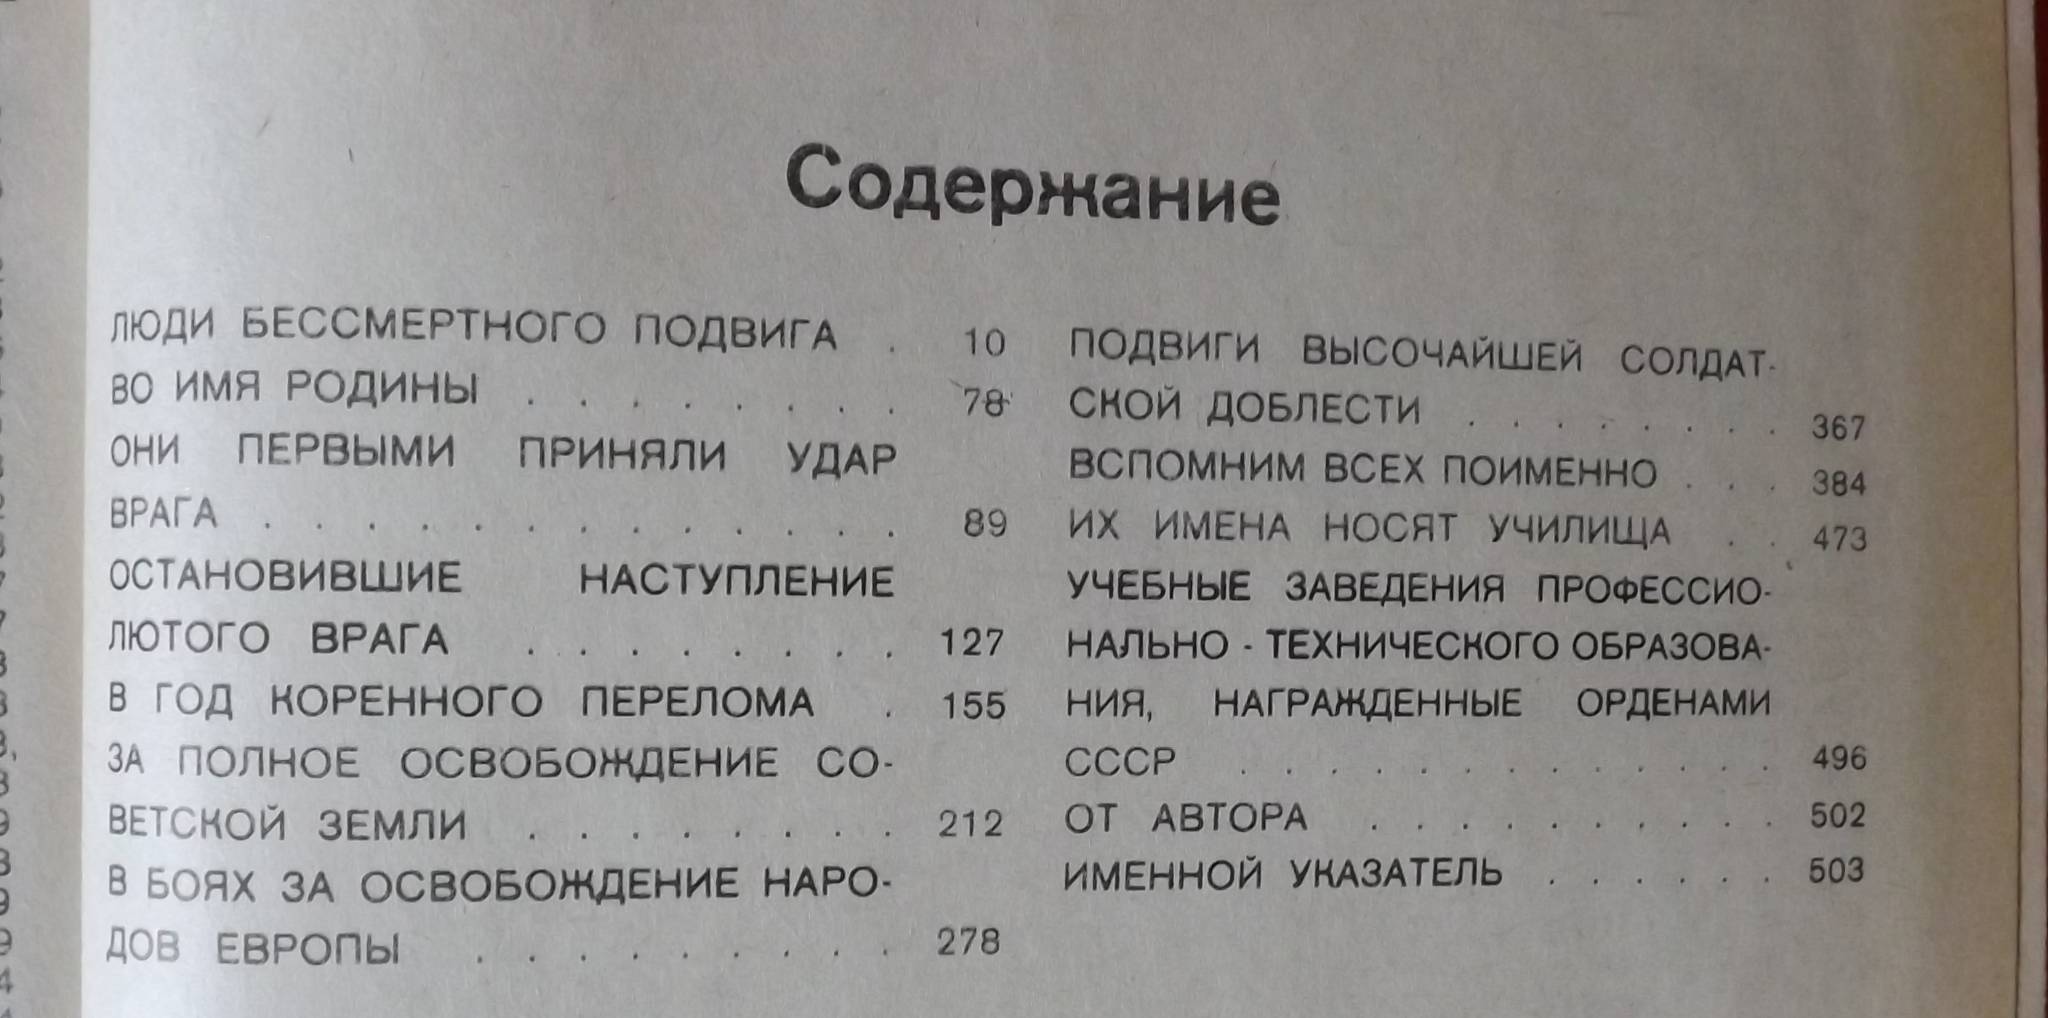 Содержание
ЛЮДИ БЕССМЕРТНОГО ПОДВИГА . 10
ВО ИМЯ РОДИНЫ . . . . . . . . 78
ОНИ ПЕРВЫМИ ПРИНЯЛИ УДАР
ВРАГА . . . . . . . . . . . . . 89
ОСТАНОВИВШИЕ НАСТУПЛЕНИЕ
ЛЮТОГО ВРАГА . . . . . . . . 127
В ГОД КОРЕННОГО ПЕРЕЛОМА . 155
ЗА ПОЛНОЕ ОСВОБОЖДЕНИЕ СО-
ВЕТСКОЙ ЗЕМЛИ . . . . . . . . 212
В БОЯХ ЗА ОСВОБОЖДЕНИЕ НАРО-
ДОВ ЕВРОПЫ . . . . . . . . . 278
ПОДВИГИ ВЫСОЧАЙШЕЙ СОЛДАТ-
СКОЙ ДОБЛЕСТИ . . . . . . . . 367
ВСПОМНИМ ВСЕХ ПОИМЕННО . . . 384
ИХ ИМЕНА НОСЯТ УЧИЛИЩА . . 473
УЧЕБНЫЕ ЗАВЕДЕНИЯ ПРОФЕССИО-
НАЛЬНО - ТЕХНИЧЕСКОГО ОБРАЗОВА-
НИЯ, НАГРАЖДЕННЫЕ ОРДЕНАМИ
СССР . . . . . . . . . . . . 496
ОТ АВТОРА . . . . . . . . . . 502
ИМЕННОЙ УКАЗАТЕЛЬ . . . . . . 503